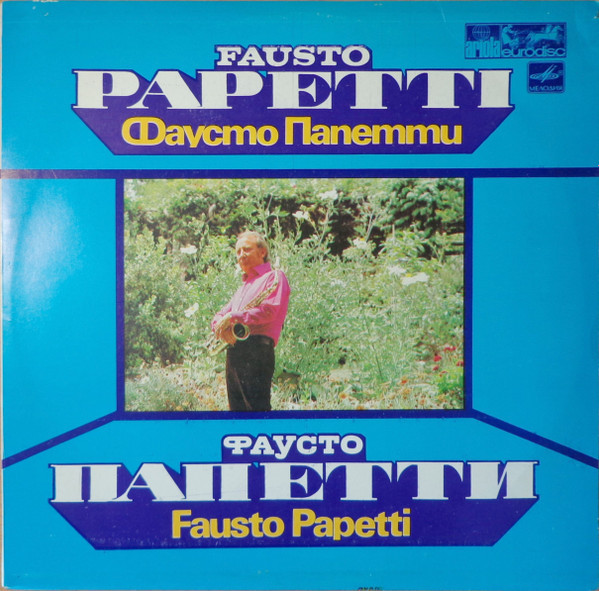 FAUSTO
ariola eurodisc
PAPETTI
МЕЛОДИЯ
Фаусто Папетти
ФАУСТО
ПАПЕТТИ
Fausto Papetti